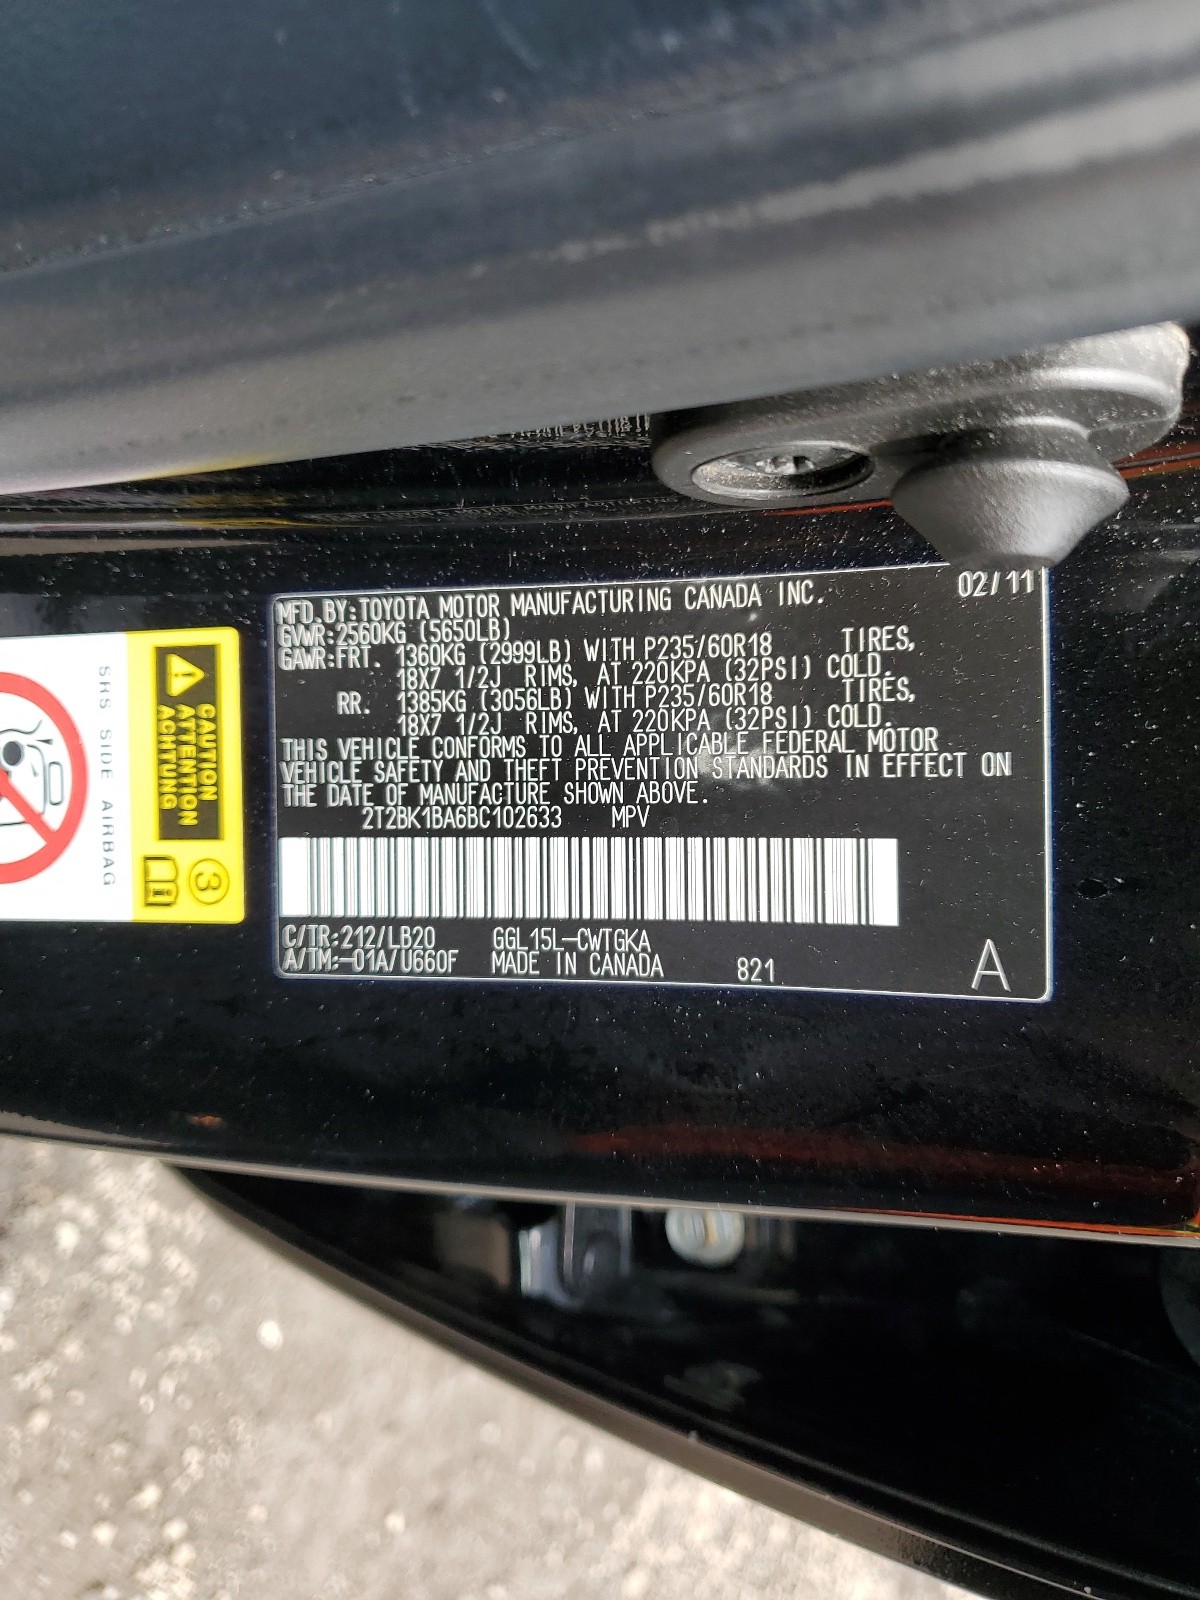 02/11
MFD.BY:TOYOTA MOTOR MANUFACTURING CANADA INC.
GVWR:2560KG (5650LB)
GAWR:FRT. 1360KG (2999LB) WITH P235/60R18 TIRES,
18X7 1/2J RIMS, AT 220KPA (32PSI) COLD.
RR. 1385KG (3056LB) WITH P235/60R18 TIRES,
18X7 1/2J RIMS, AT 220KPA (32PSI) COLD.
THIS VEHICLE CONFORMS TO ALL APPLICABLE FEDERAL MOTOR
VEHICLE SAFETY AND THEFT PREVENTION STANDARDS IN EFFECT ON
THE DATE OF MANUFACTURE SHOWN ABOVE.
2T2BK1BA6BC102633 MPV
C/TR:212/LB20 GGL15L-CWTGKA
A/TM:-01A/U660F MADE IN CANADA 821
A
CAUTION
ATTENTION
ACHTUNG
3
SRS SIDE AIRBAG